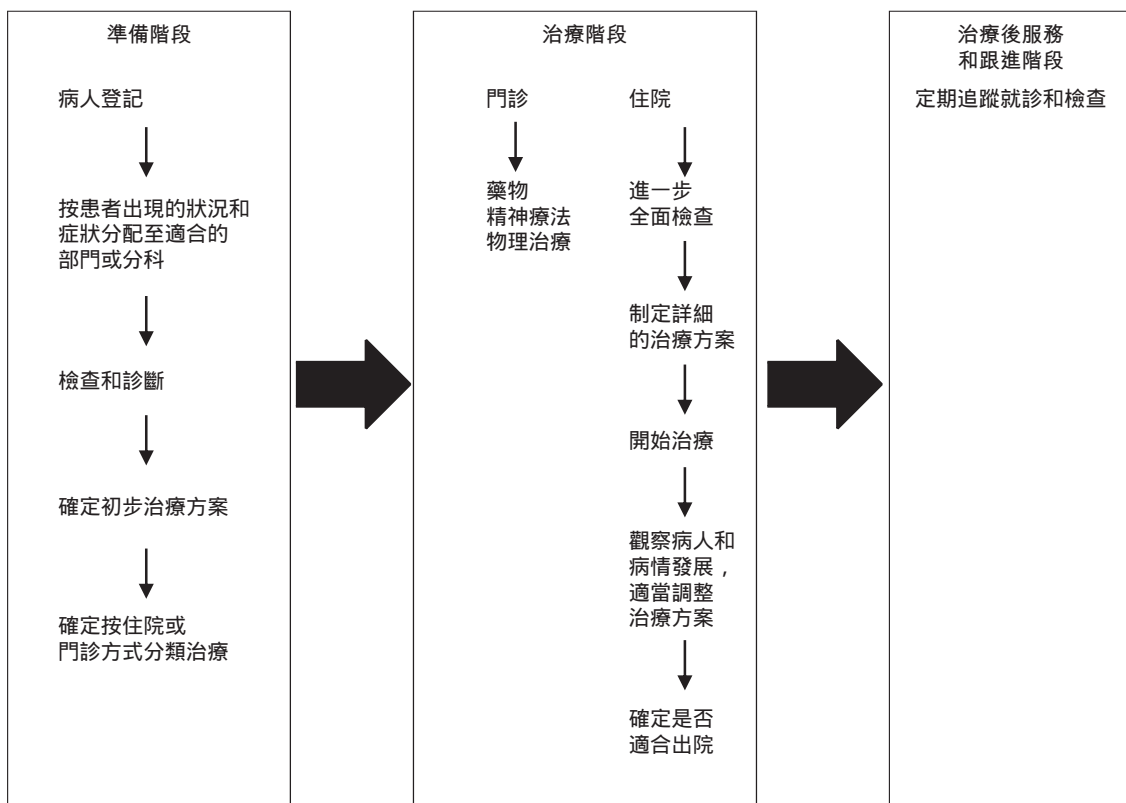 準備階段
病人登記
按患者出現的狀況和
症狀分配至適合的
部門或分科
檢查和診斷
確定初步治療方案
確定按住院或
門診方式分類治療
治療階段
門診
藥物
精神療法
物理治療
住院
進一步
全面檢查
制定詳細
的治療方案
開始治療
觀察病人和
病情發展，
適當調整
治療方案
確定是否
適合出院
治療後服務
和跟進階段
定期追蹤就診和檢查